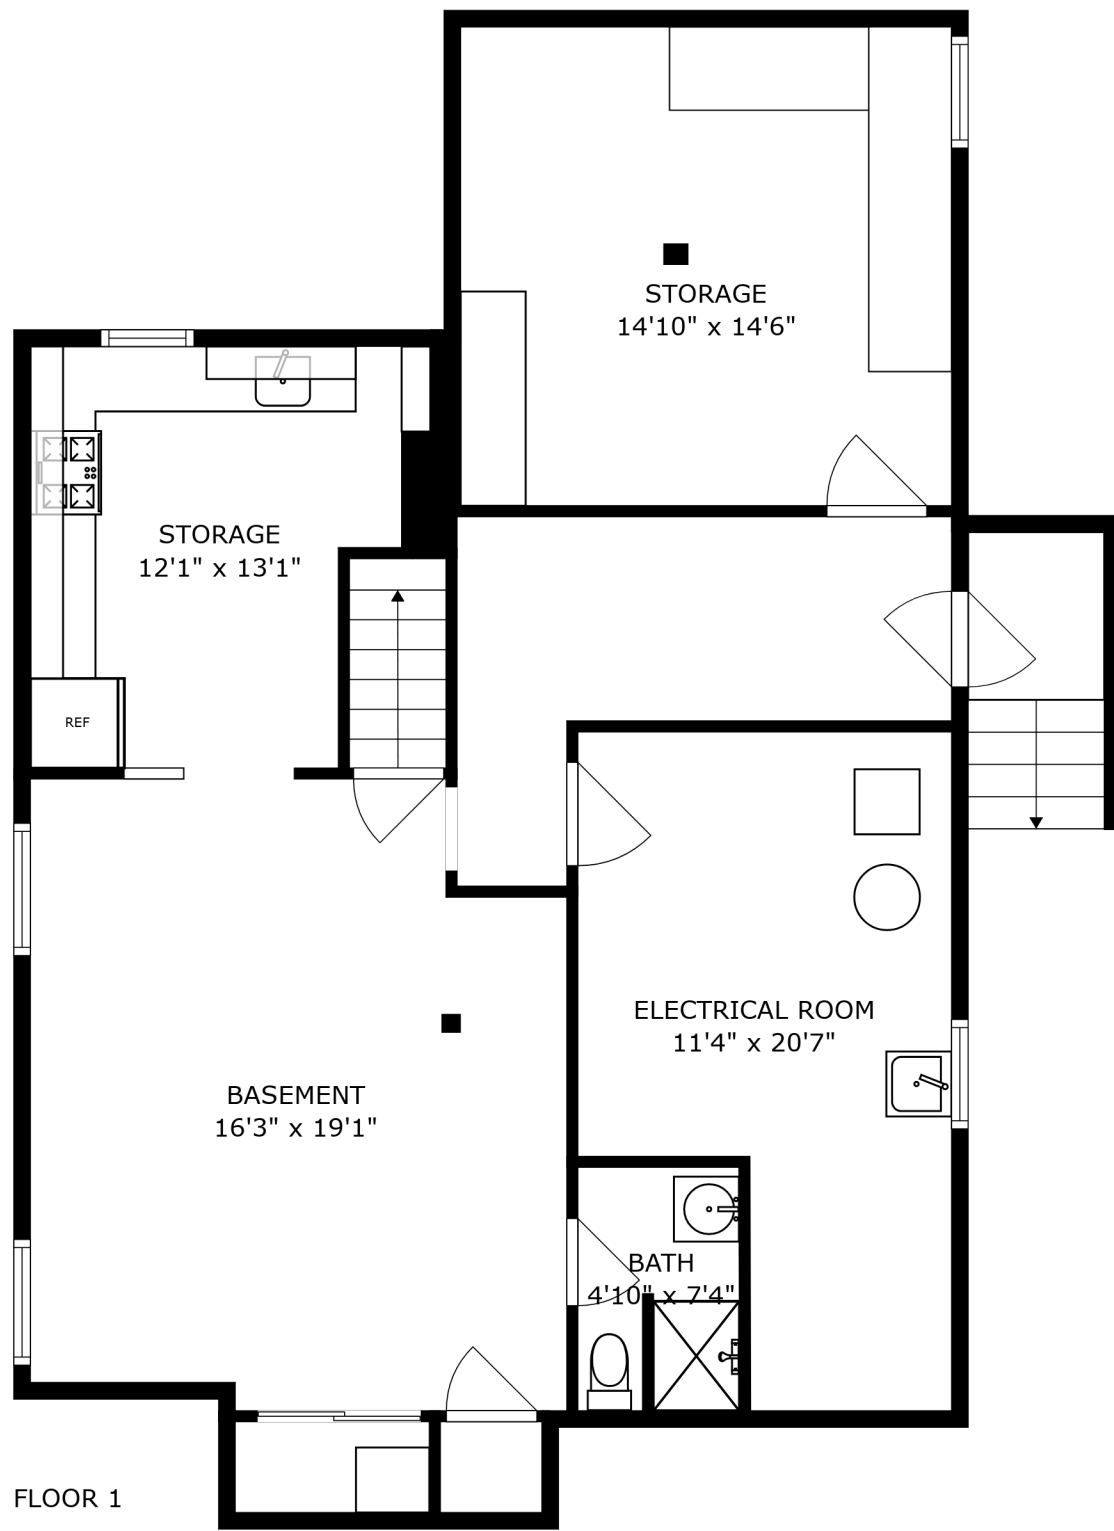 STORAGE
14'10" x 14'6"
STORAGE
12'1" x 13'1"
REF
ELECTRICAL ROOM
11'4" x 20'7"
BASEMENT
16'3" x 19'1"
BATH
4'10" x 7'4"
FLOOR 1